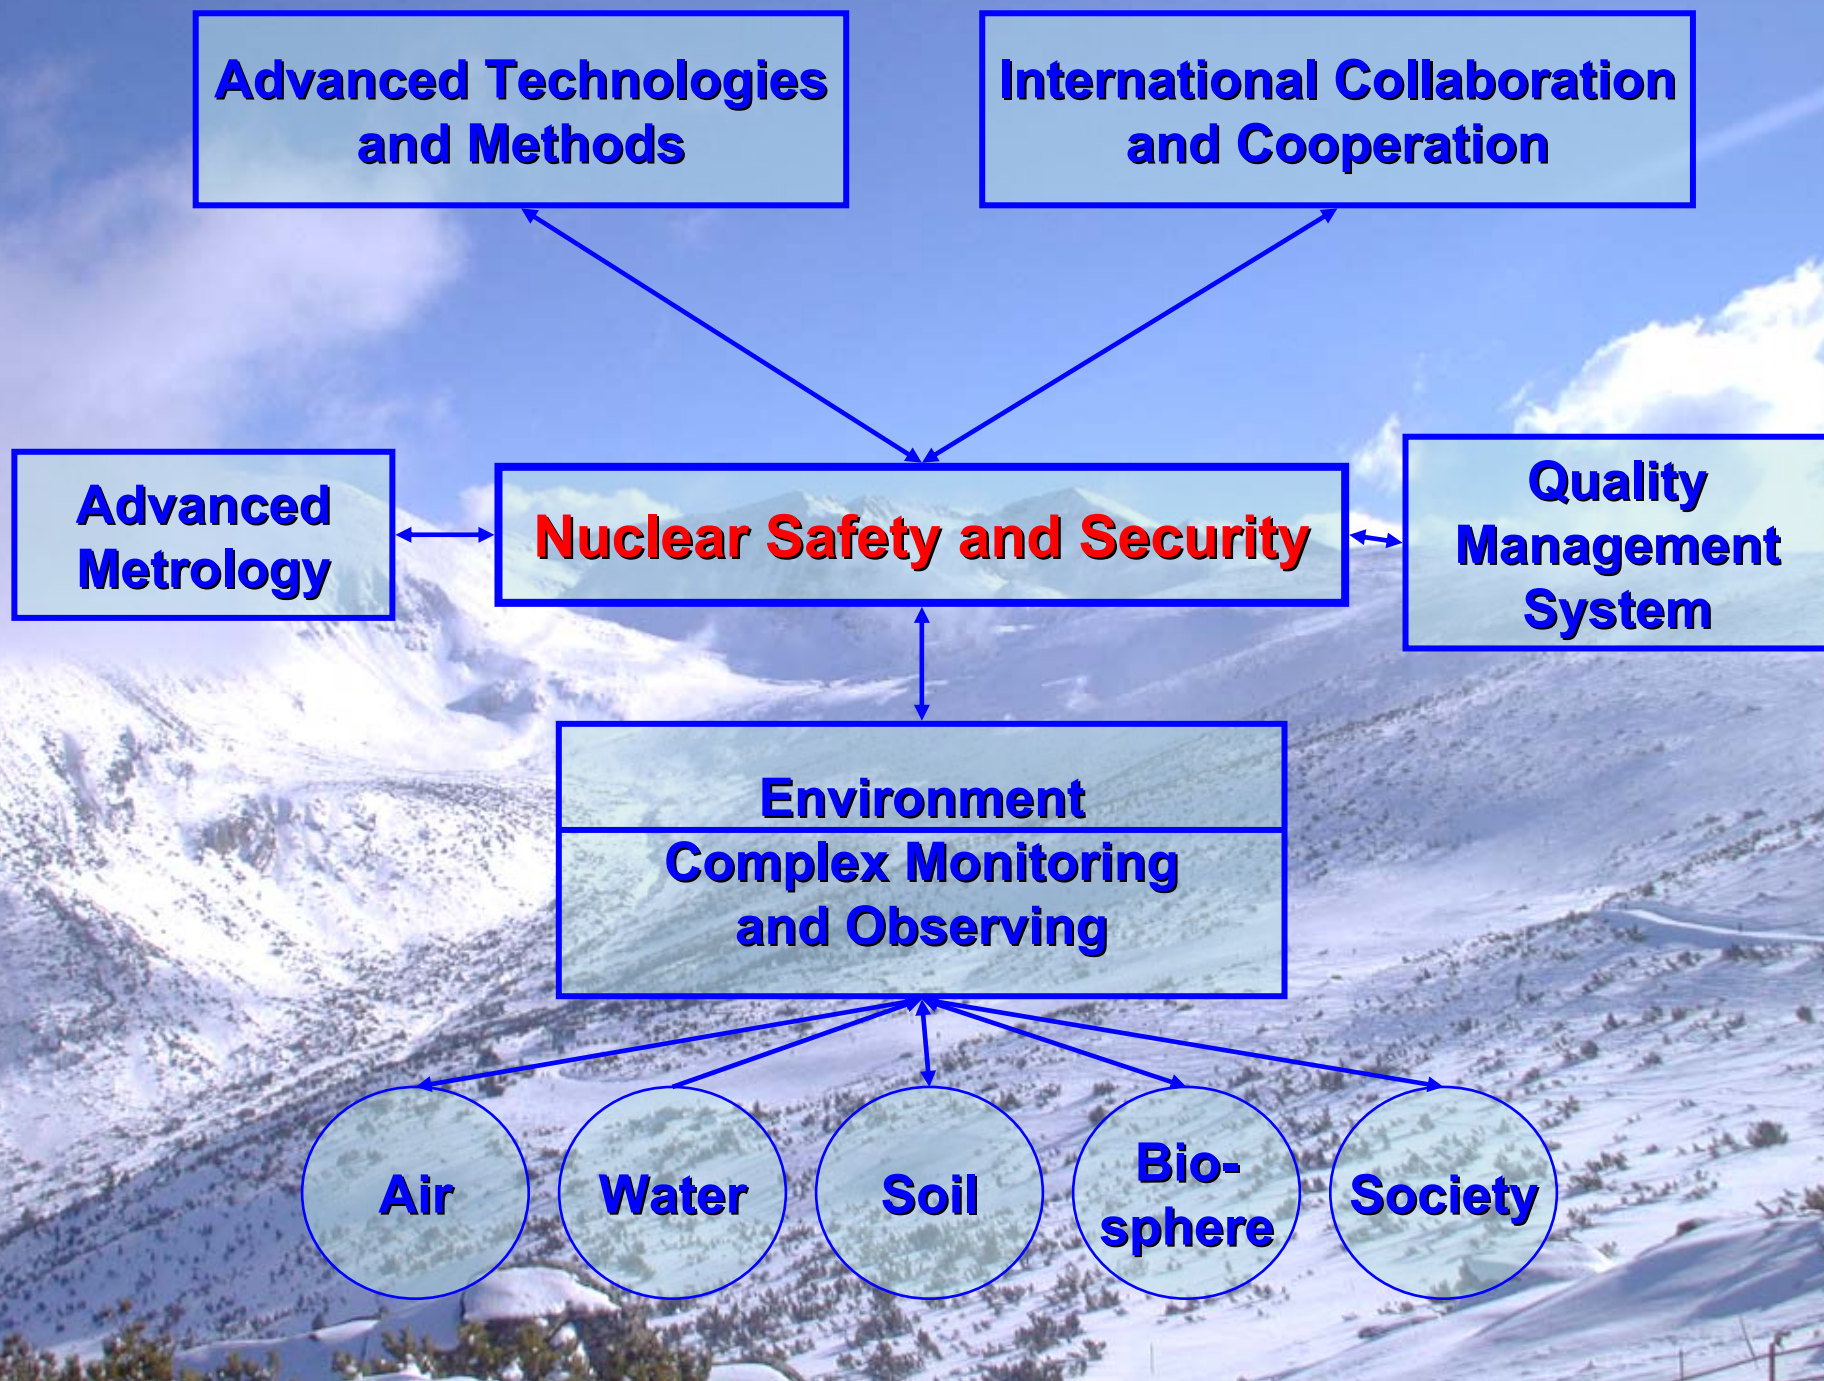 Advanced Technologies
and Methods
International Collaboration
and Cooperation
Advanced
Metrology
Nuclear Safety and Security
Quality
Management
System
Environment
Complex Monitoring
and Observing
Air
Water
Soil
Bio-
sphere
Society